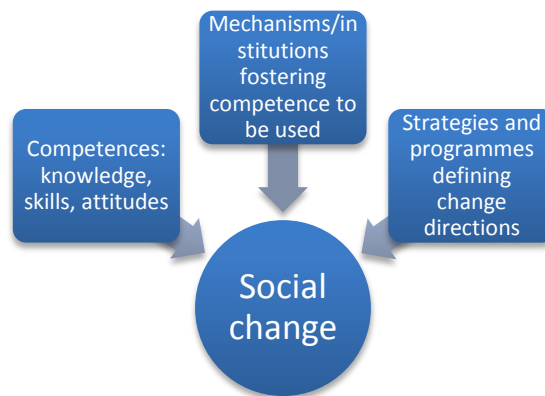 Mechanisms/in
stitutions
fostering
competence to
be used
Competences:
knowledge,
skills, attitudes
Strategies and
programmes
defining
change
directions
Social
change